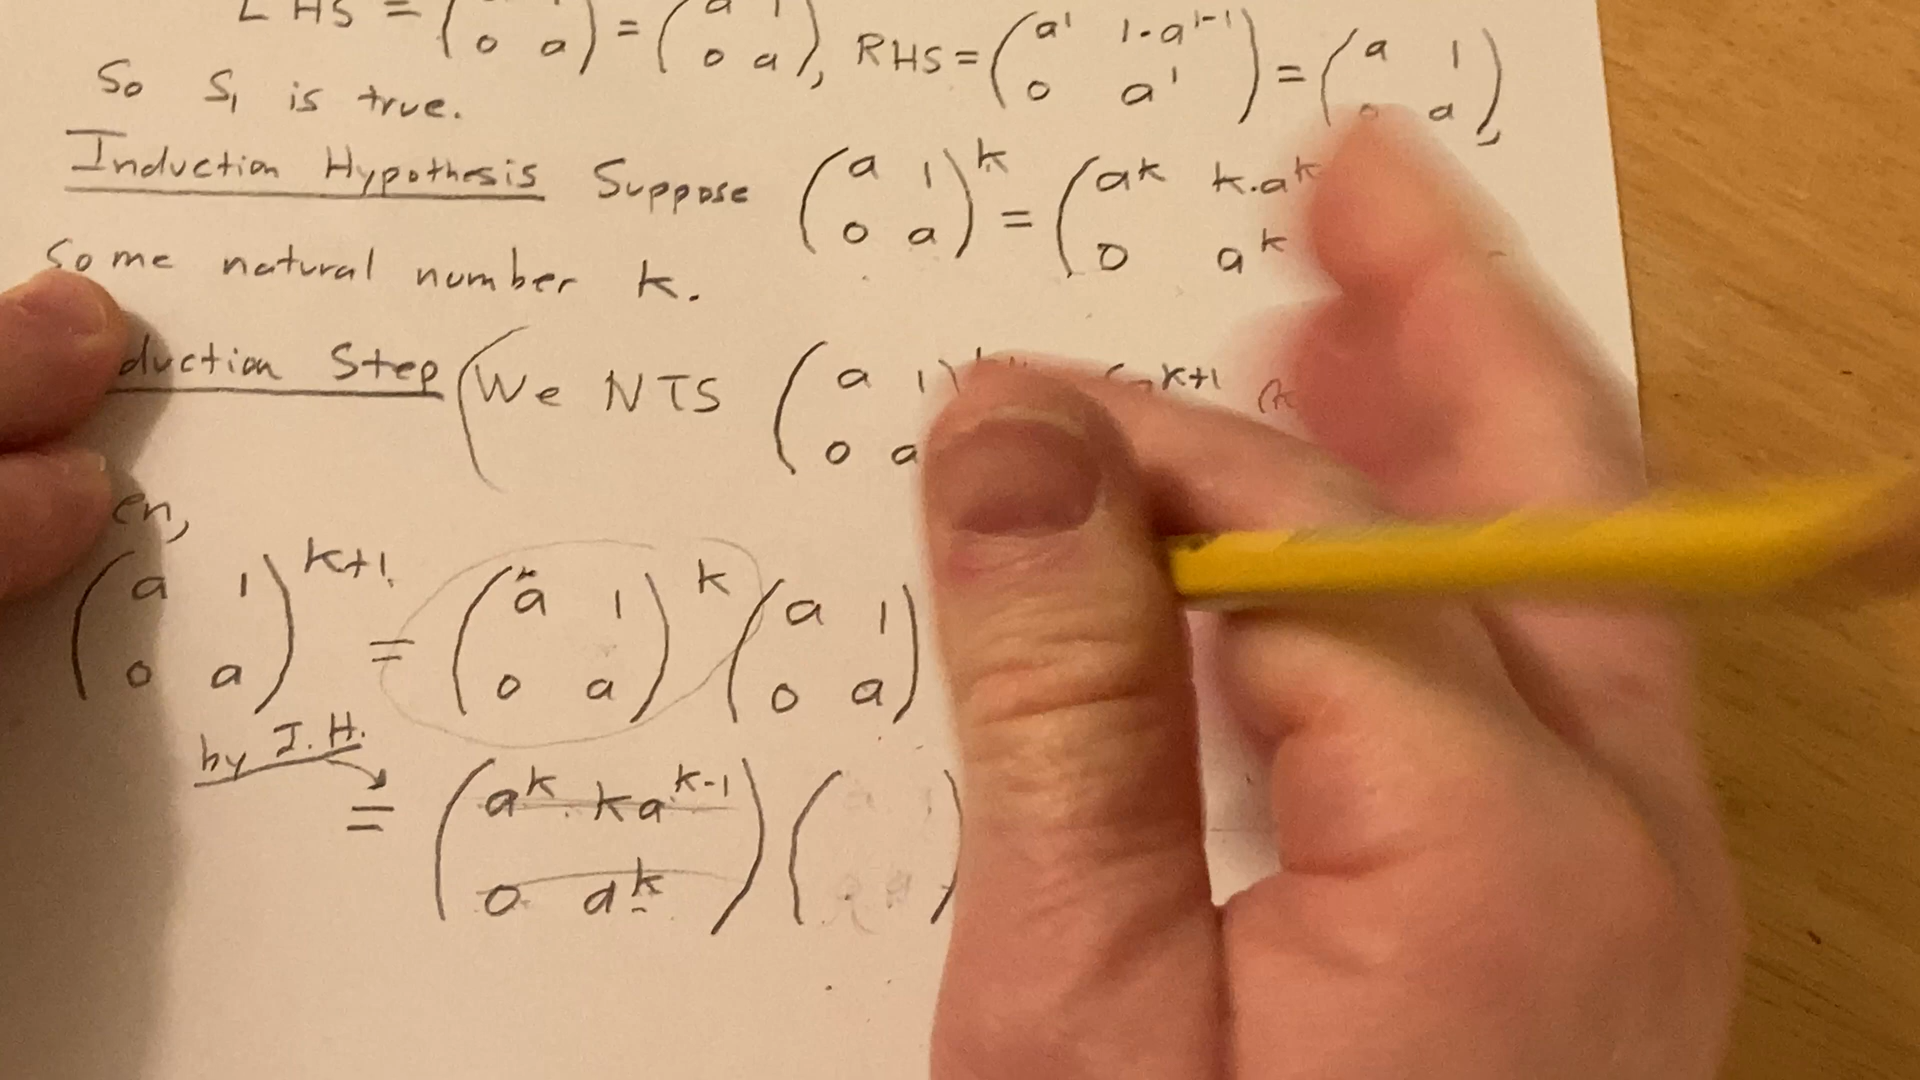 LHS = ( 0 a ) = ( a 1 0 a ), RHS = ( a¹ 1·a¹⁻¹ 0 a¹ ) = ( a 1 0 a ),
So S₁ is true.
Induction Hypothesis Suppose ( a 1 0 a )ᵏ = ( aᵏ k·aᵏ 0 aᵏ
Some natural number k.
duction Step (We NTS ( a 1 0 a k+1
en,
( a 1 0 a )ᵏ⁺¹ = ( a 1 0 a )ᵏ ( a 1 0 a )
by I.H.
= ( aᵏ kaᵏ⁻¹ 0 aᵏ ) ( )